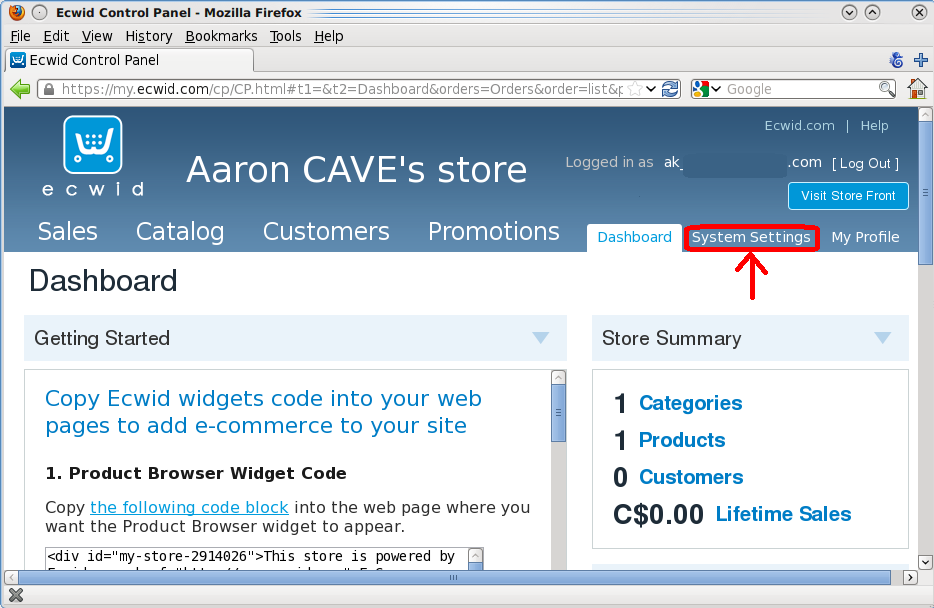 Ecwid Control Panel - Mozilla Firefox
File Edit View History Bookmarks Tools Help
Ecwid Control Panel
https://my.ecwid.com/cp/CP.html#t1=&t2=Dashboard&orders=Orders&order=list&p
Google
Ecwid.com | Help
ecwid
Aaron CAVE's store
Logged in as ak_ .com [ Log Out ]
Visit Store Front
Sales Catalog Customers Promotions
Dashboard System Settings My Profile
Dashboard
Getting Started
Store Summary
Copy Ecwid widgets code into your web
pages to add e-commerce to your site
1 Categories
1 Products
0 Customers
C$0.00 Lifetime Sales
1. Product Browser Widget Code
Copy the following code block into the web page where you
want the Product Browser widget to appear.
<div id="my-store-2914026">This store is powered by